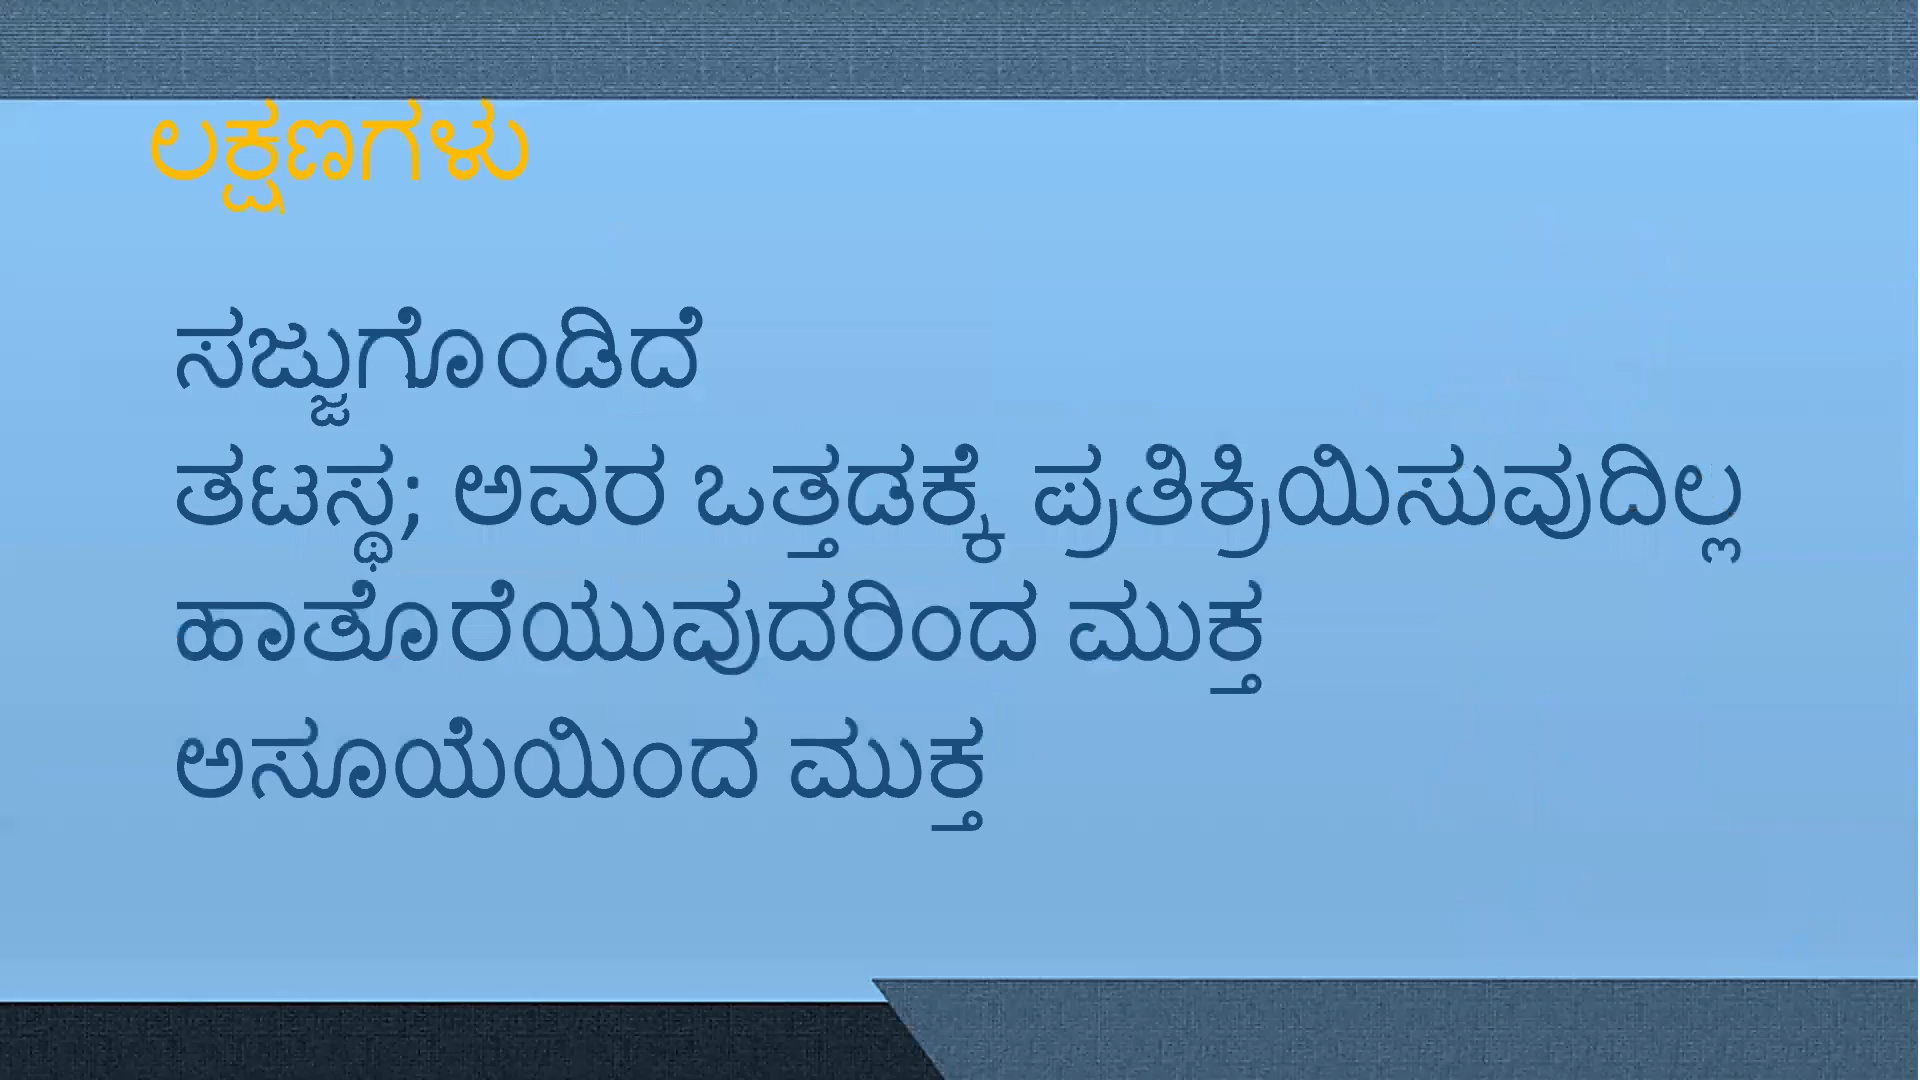 ಲಕ್ಷಣಗಳು
ಸಜ್ಜುಗೊಂಡಿದೆ
ತಟಸ್ಥ; ಅವರ ಒತ್ತಡಕ್ಕೆ ಪ್ರತಿಕ್ರಿಯಿಸುವುದಿಲ್ಲ
ಹಾತೊರೆಯುವುದರಿಂದ ಮುಕ್ತ
ಅಸೂಯೆಯಿಂದ ಮುಕ್ತ